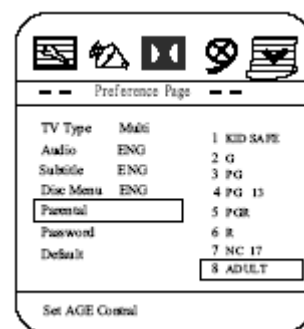 Preference Page
TV Type Multi
Audio ENG
Subtitle ENG
Disc Menu ENG
Parental
Password
Default
1 KID SAFE
2 G
3 PG
4 PG 13
5 PGR
6 R
7 NC 17
8 ADULT
Set AGE Control